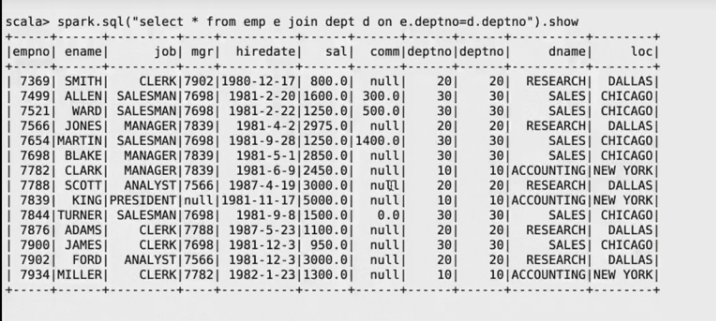 scala> spark.sql("select * from emp e join dept d on e.deptno=d.deptno").show
+-----+------+---------+----+----------+------+------+------+------+----------+--------+
|empno| ename|      job| mgr|  hiredate|   sal|  comm|deptno|deptno|     dname|     loc|
+-----+------+---------+----+----------+------+------+------+------+----------+--------+
| 7369| SMITH|    CLERK|7902|1980-12-17| 800.0|  null|    20|    20|  RESEARCH|  DALLAS|
| 7499| ALLEN| SALESMAN|7698| 1981-2-20|1600.0| 300.0|    30|    30|     SALES| CHICAGO|
| 7521|  WARD| SALESMAN|7698| 1981-2-22|1250.0| 500.0|    30|    30|     SALES| CHICAGO|
| 7566| JONES|  MANAGER|7839|  1981-4-2|2975.0|  null|    20|    20|  RESEARCH|  DALLAS|
| 7654|MARTIN| SALESMAN|7698| 1981-9-28|1250.0|1400.0|    30|    30|     SALES| CHICAGO|
| 7698| BLAKE|  MANAGER|7839|  1981-5-1|2850.0|  null|    30|    30|     SALES| CHICAGO|
| 7782| CLARK|  MANAGER|7839|  1981-6-9|2450.0|  null|    10|    10|ACCOUNTING|NEW YORK|
| 7788| SCOTT|  ANALYST|7566| 1987-4-19|3000.0|  null|    20|    20|  RESEARCH|  DALLAS|
| 7839|  KING|PRESIDENT|null|1981-11-17|5000.0|  null|    10|    10|ACCOUNTING|NEW YORK|
| 7844|TURNER| SALESMAN|7698|  1981-9-8|1500.0|   0.0|    30|    30|     SALES| CHICAGO|
| 7876| ADAMS|    CLERK|7788| 1987-5-23|1100.0|  null|    20|    20|  RESEARCH|  DALLAS|
| 7900| JAMES|    CLERK|7698| 1981-12-3| 950.0|  null|    30|    30|     SALES| CHICAGO|
| 7902|  FORD|  ANALYST|7566| 1981-12-3|3000.0|  null|    20|    20|  RESEARCH|  DALLAS|
| 7934|MILLER|    CLERK|7782| 1982-1-23|1300.0|  null|    10|    10|ACCOUNTING|NEW YORK|
+-----+------+---------+----+----------+------+------+------+------+----------+--------+